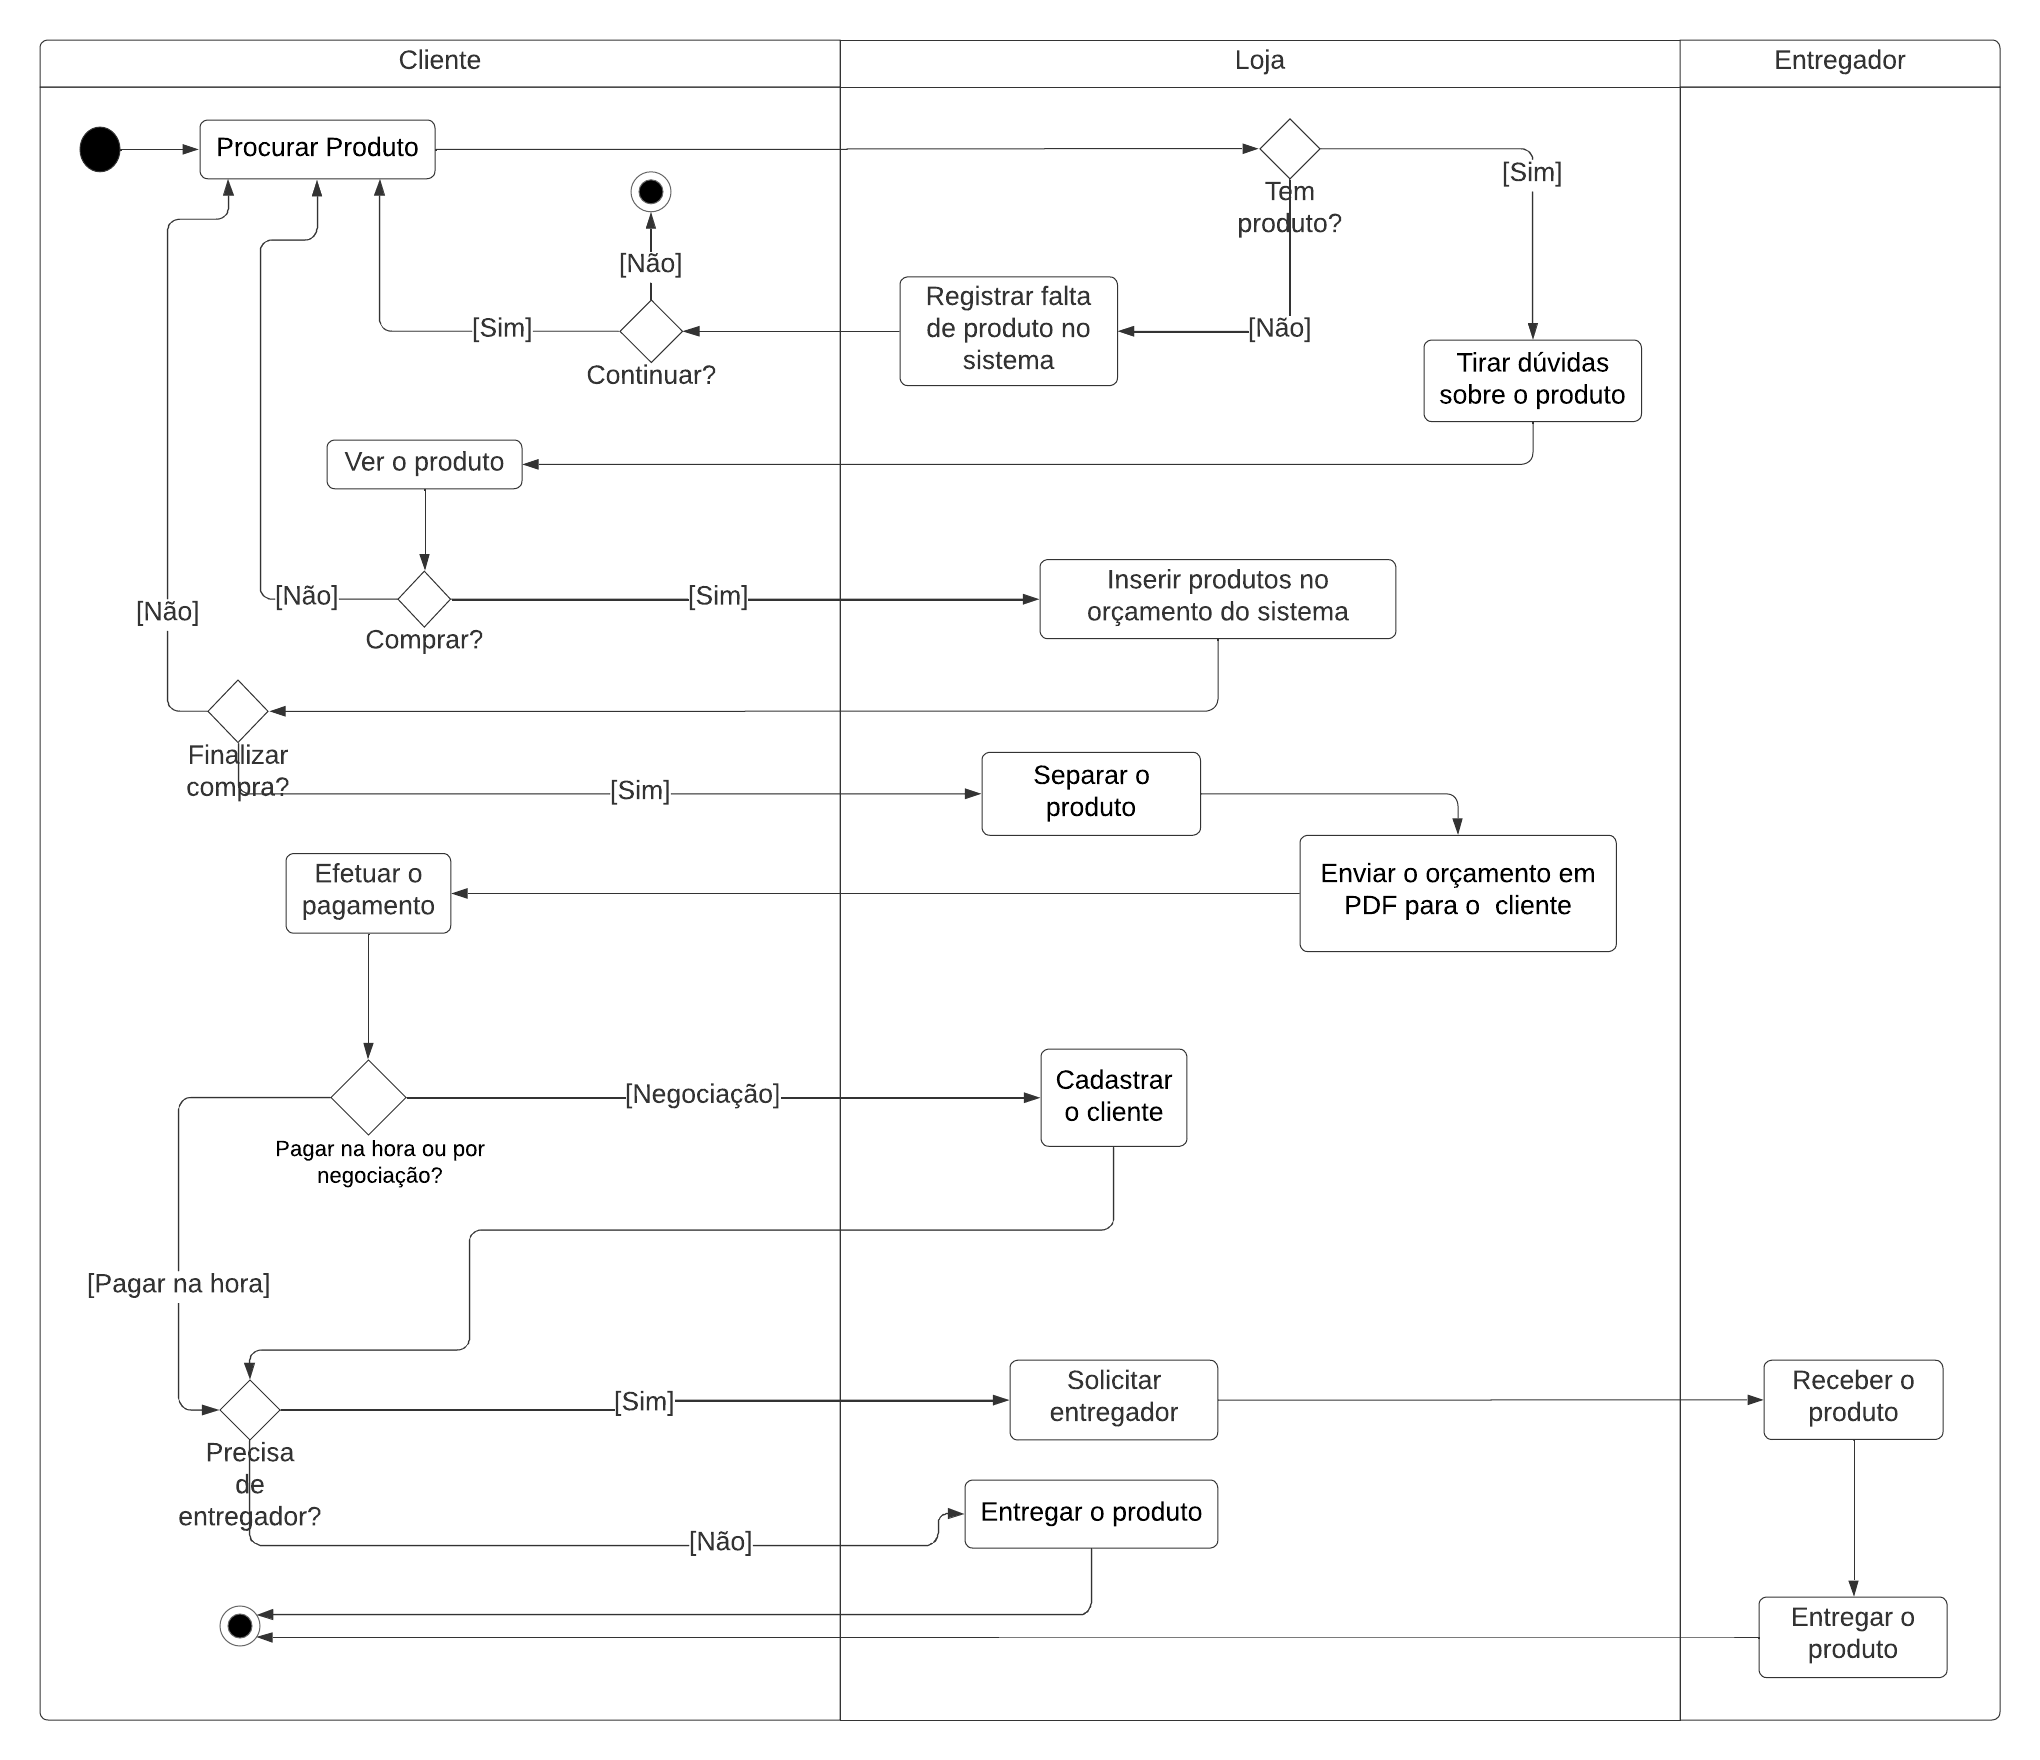 Cliente
Loja
Entregador
Procurar Produto
[Sim]
Tem
produto?
[Não]
Registrar falta
de produto no
sistema
[Não]
[Sim]
Continuar?
Tirar dúvidas
sobre o produto
Ver o produto
[Não]
[Não]
Comprar?
[Sim]
Inserir produtos no
orçamento do sistema
Finalizar
compra?
[Sim]
Separar o
produto
Enviar o orçamento em
PDF para o  cliente
Efetuar o
pagamento
[Negociação]
Cadastrar
o cliente
Pagar na hora ou por
negociação?
[Pagar na hora]
[Sim]
Solicitar
entregador
Receber o
produto
Precisa
de
entregador?
[Não]
Entregar o produto
Entregar o
produto